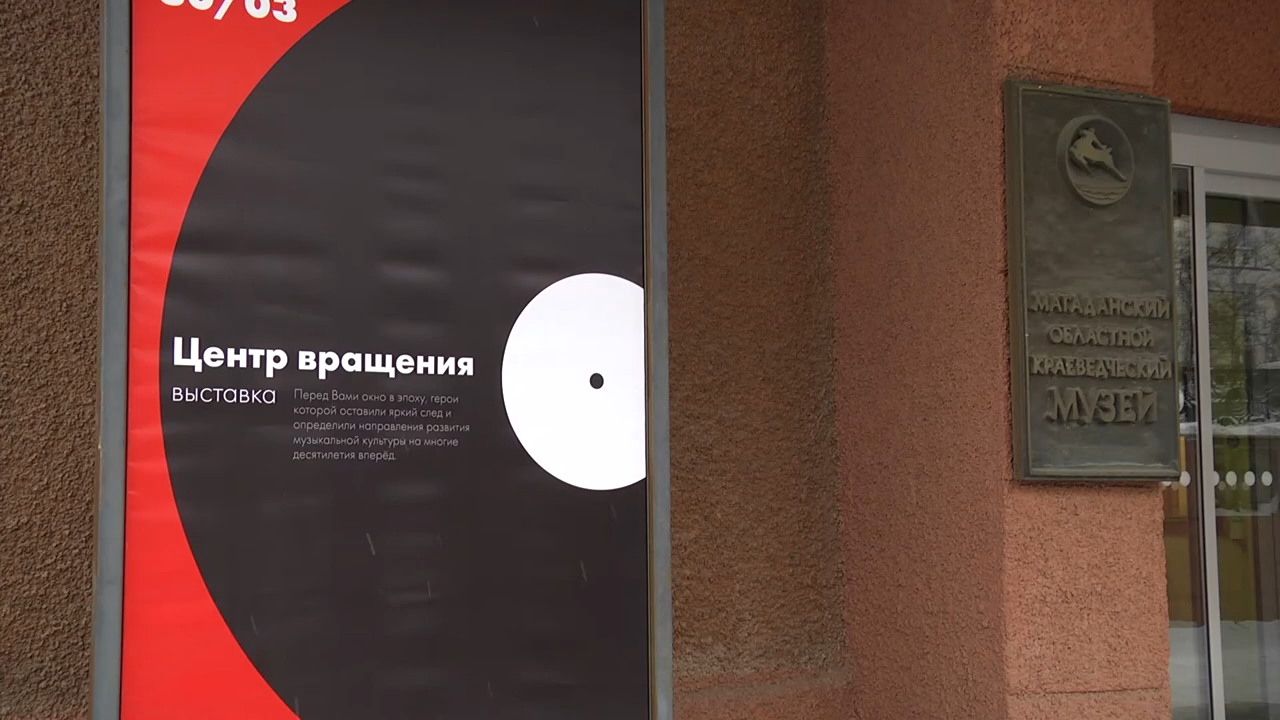 Центр вращения
выставка
Перед Вами окно в эпоху, герои
которой оставили яркий след и
определили направления развития
музыкальной культуры на многие
десятилетия вперёд.
МАГАДАНСКИЙ
ОБЛАСТНОЙ
КРАЕВЕДЧЕСКИЙ
МУЗЕЙ